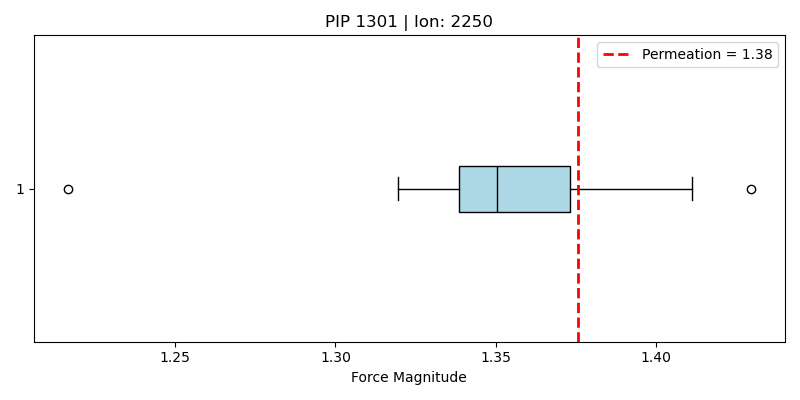 PIP 1301 | Ion: 2250
Permeation = 1.38
1
1.25
1.30
1.35
1.40
Force Magnitude